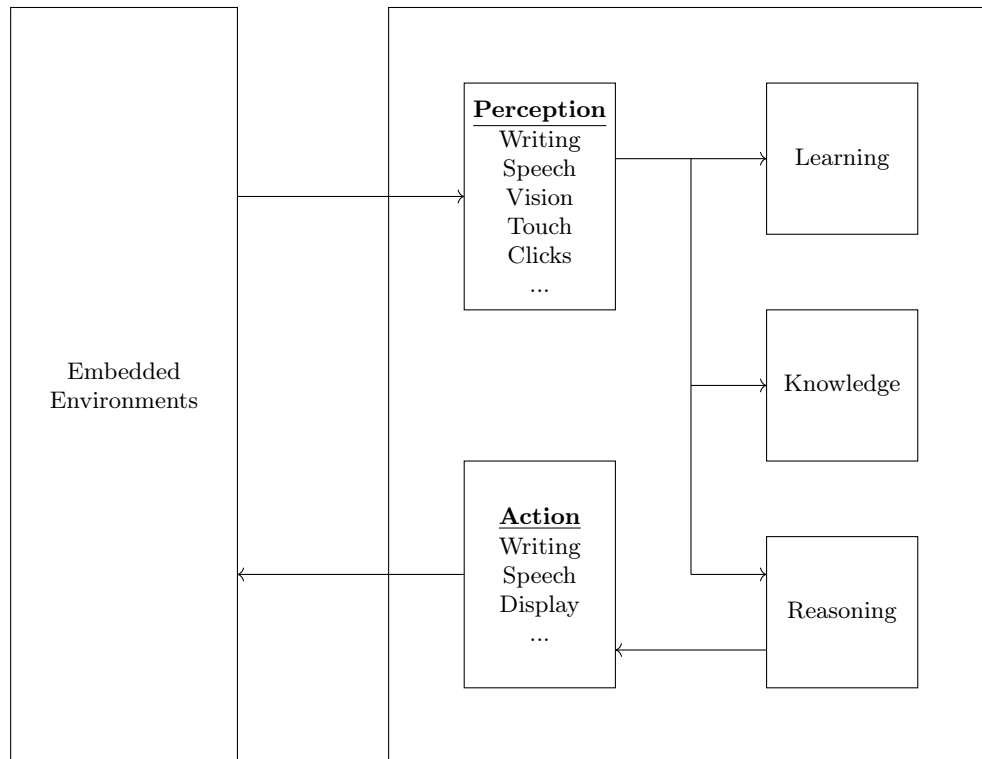 Embedded
Environments
Perception
Writing
Speech
Vision
Touch
Clicks
...
Action
Writing
Speech
Display
...
Learning
Knowledge
Reasoning